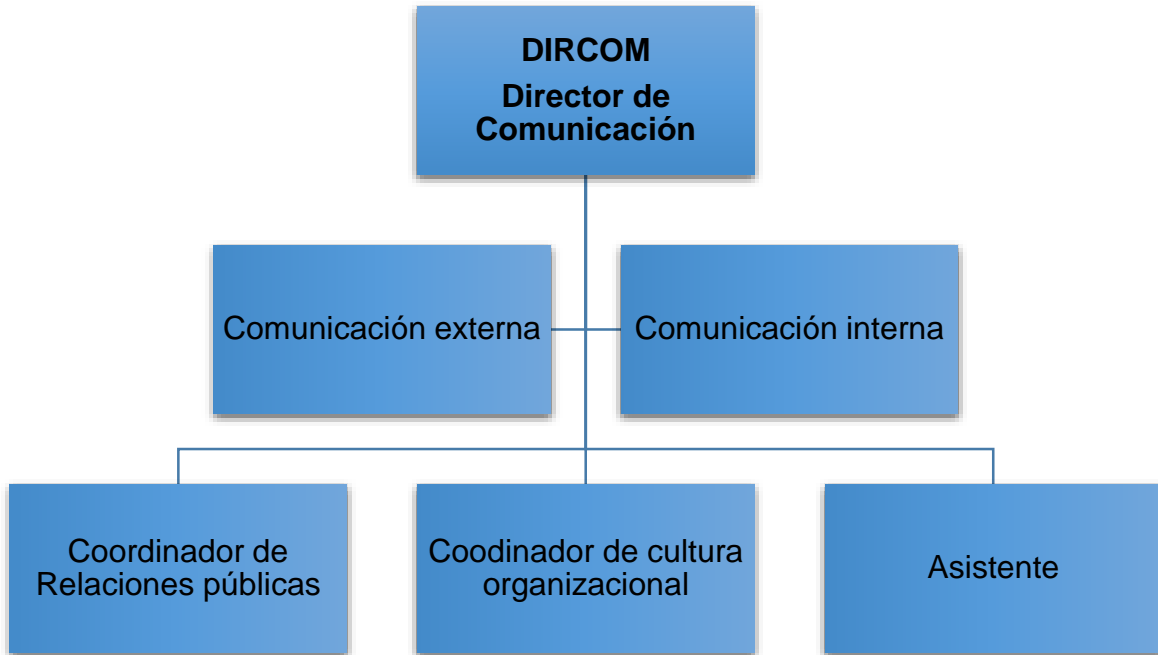 DIRCOM
Director de
Comunicación
Comunicación externa
Comunicación interna
Coordinador de
Relaciones públicas
Coodinador de cultura
organizacional
Asistente